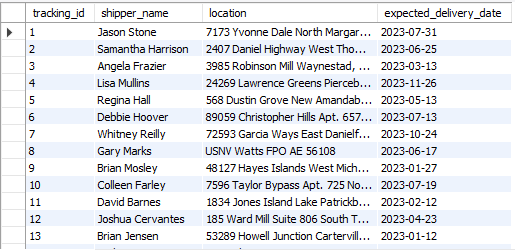 tracking_id shipper_name location expected_delivery_date
1 Jason Stone 7173 Yvonne Dale North Margar... 2023-07-31
2 Samantha Harrison 2407 Daniel Highway West Tho... 2023-06-25
3 Angela Frazier 3985 Robinson Mill Waynestad, ... 2023-03-13
4 Lisa Mullins 24269 Lawrence Greens Pierceb... 2023-11-26
5 Regina Hall 568 Dustin Grove New Amandab... 2023-05-13
6 Debbie Hoover 89059 Christopher Hills Apt. 657... 2023-07-13
7 Whitney Reilly 72593 Garcia Ways East Danielf... 2023-10-24
8 Gary Marks USNV Watts FPO AE 56108 2023-06-17
9 Brian Mosley 48127 Hayes Islands West Mich... 2023-01-27
10 Colleen Farley 7596 Taylor Bypass Apt. 725 No... 2023-07-19
11 David Barnes 1834 Jones Island Lake Patrickb... 2023-02-12
12 Joshua Cervantes 185 Ward Mill Suite 806 South T... 2023-04-23
13 Brian Jensen 53289 Howell Junction Cartervill... 2023-01-12